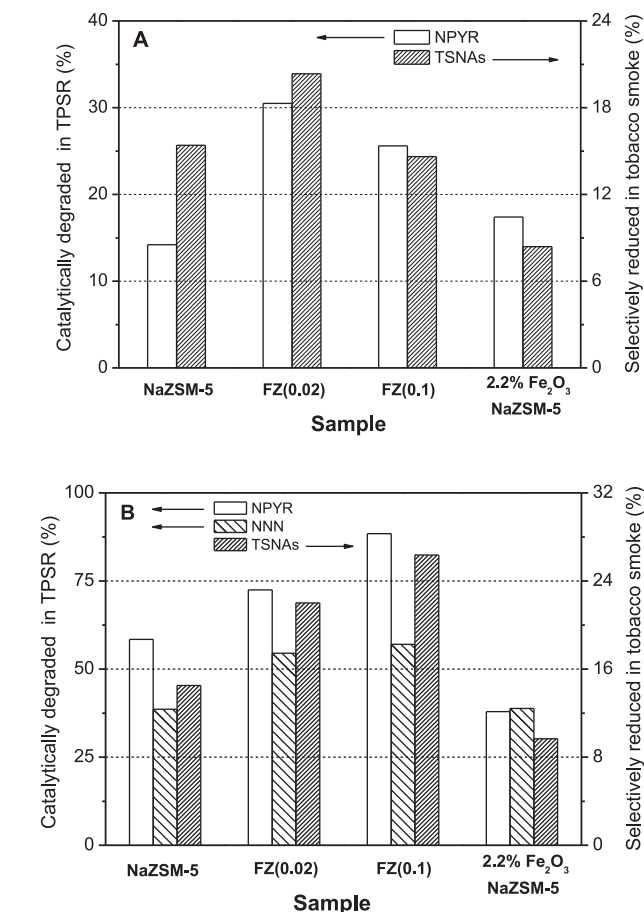 A
NPYR
TSNAs
Catalytically degraded in TPSR (%)
40
30
20
10
0
Selectively reduced in tobacco smoke (%)
24
18
12
6
0
NaZSM-5
FZ(0.02)
FZ(0.1)
2.2% Fe₂O₃
NaZSM-5
Sample
B
NPYR
NNN
TSNAs
Catalytically degraded in TPSR (%)
100
75
50
25
0
Selectively reduced in tobacco smoke (%)
32
24
16
8
0
NaZSM-5
FZ(0.02)
FZ(0.1)
2.2% Fe₂O₃
NaZSM-5
Sample